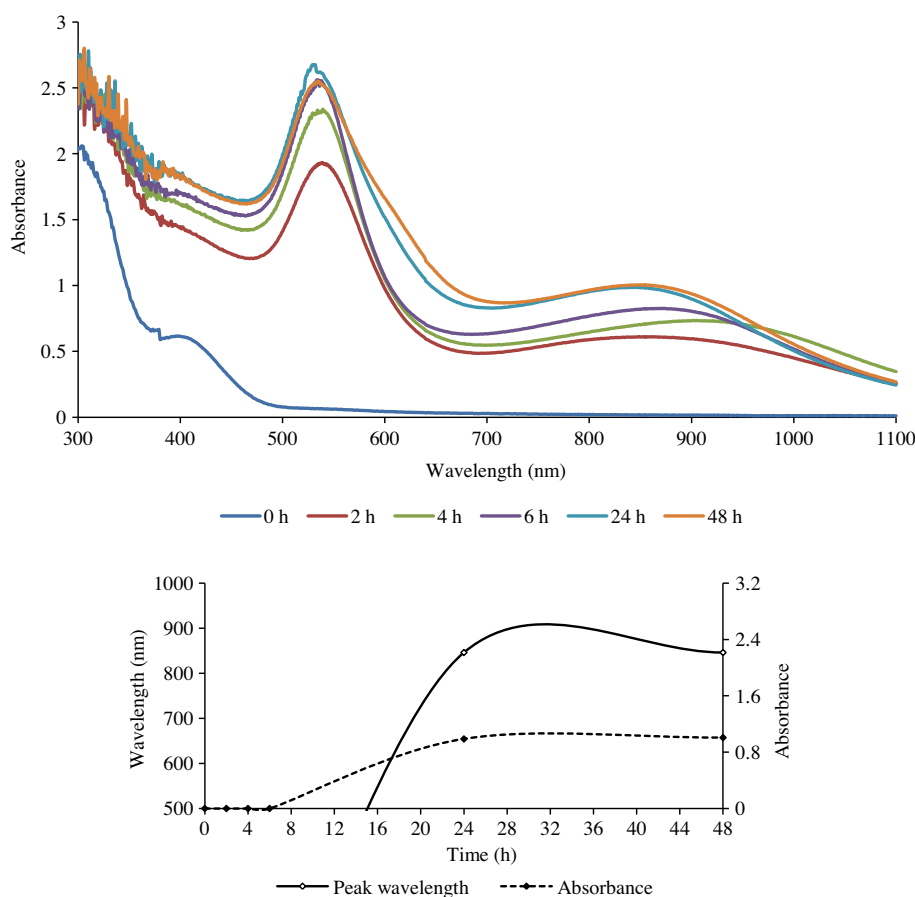 3
2.5
2
1.5
1
0.5
0
Absorbance
300 400 500 600 700 800 900 1000 1100
Wavelength (nm)
0 h 2 h 4 h 6 h 24 h 48 h
1000
900
800
700
600
500
Wavelength (nm)
3.2
2.4
1.6
0.8
0
Absorbance
0 4 8 12 16 20 24 28 32 36 40 44 48
Time (h)
Peak wavelength Absorbance